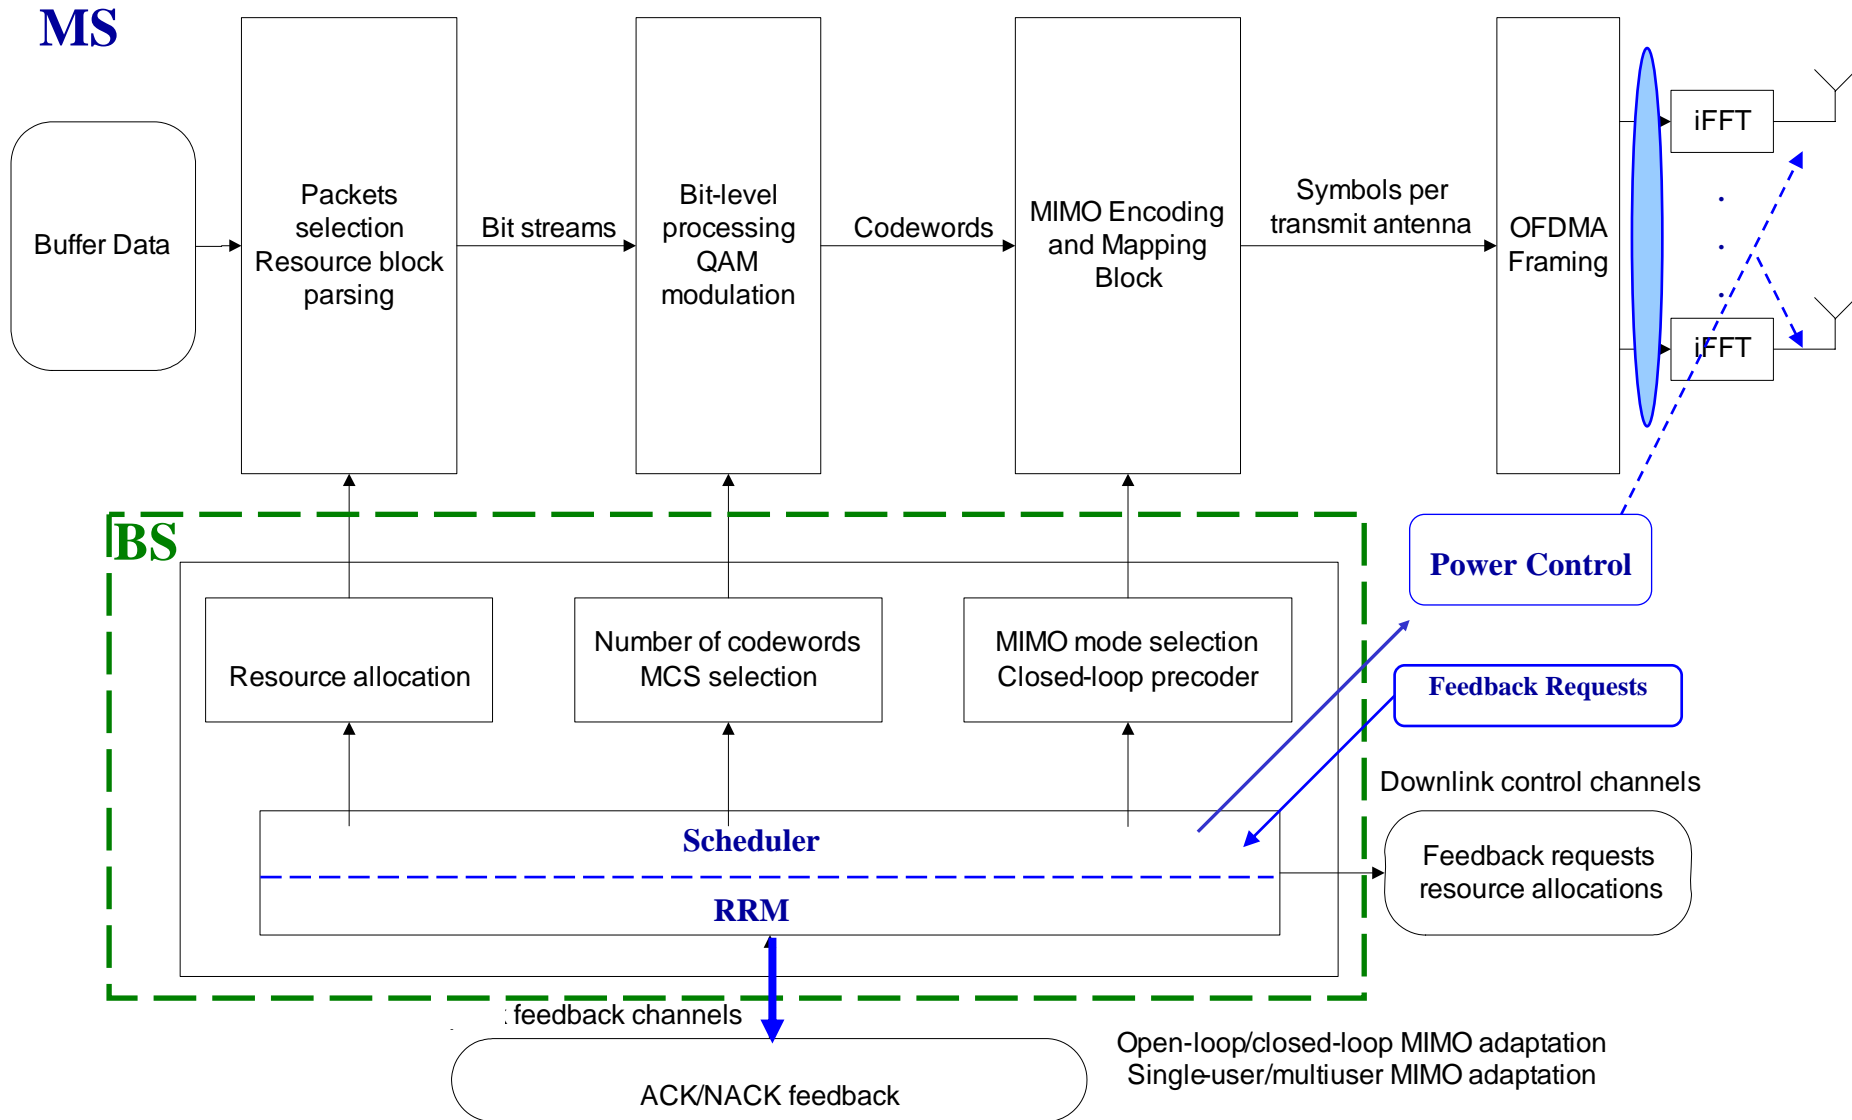 MS
Buffer Data
Packets
selection
Resource block
parsing
Bit streams
Bit-level
processing
QAM
modulation
Codewords
MIMO Encoding
and Mapping
Block
Symbols per
transmit antenna
OFDMA
Framing
iFFT
iFFT
BS
Resource allocation
Number of codewords
MCS selection
MIMO mode selection
Closed-loop precoder
Power Control
Feedback Requests
Scheduler
RRM
Downlink control channels
Feedback requests
resource allocations
feedback channels
ACK/NACK feedback
Open-loop/closed-loop MIMO adaptation
Single-user/multiuser MIMO adaptation